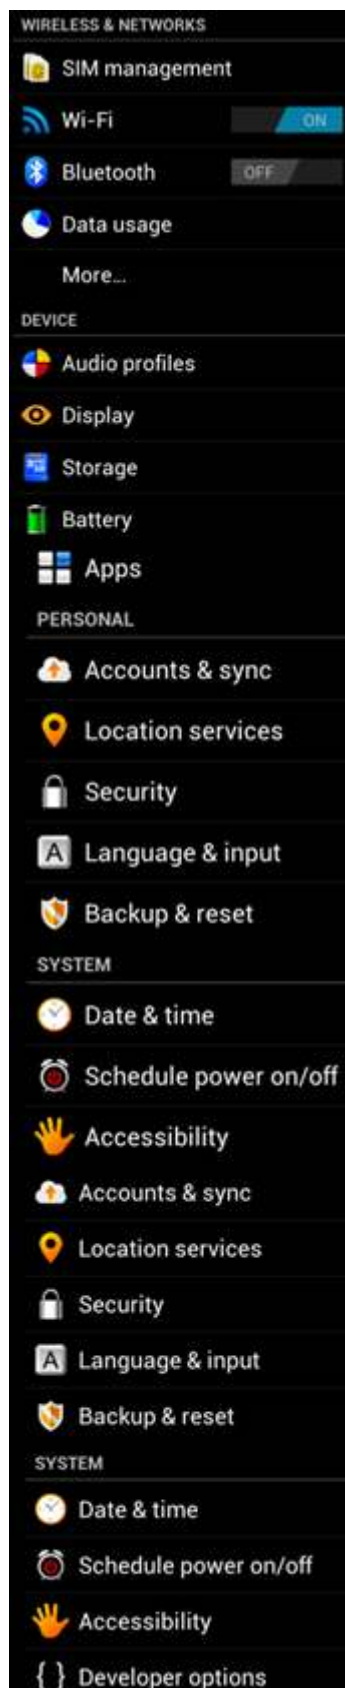 WIRELESS & NETWORKS
SIM management
Wi-Fi ON
Bluetooth OFF
Data usage
More...
DEVICE
Audio profiles
Display
Storage
Battery
Apps
PERSONAL
Accounts & sync
Location services
Security
A Language & input
Backup & reset
SYSTEM
Date & time
Schedule power on/off
Accessibility
Accounts & sync
Location services
Security
A Language & input
Backup & reset
SYSTEM
Date & time
Schedule power on/off
Accessibility
{ } Developer options